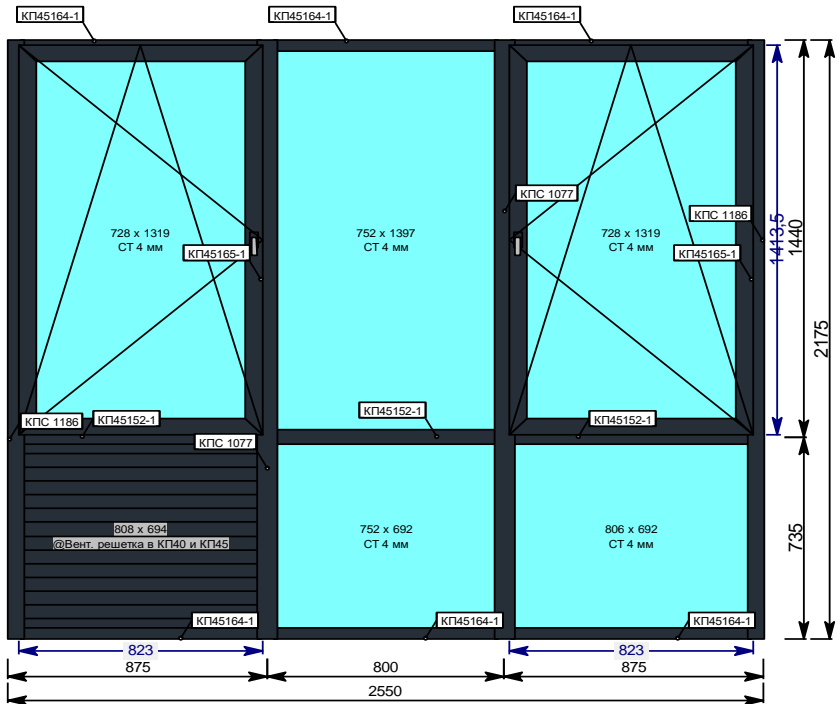 КП45164-1
КП45164-1
КП45164-1
КПС 1077
КПС 1186
728 x 1319
СТ 4 мм
752 x 1397
СТ 4 мм
728 x 1319
СТ 4 мм
КП45165-1
КП45165-1
1413,5
1440
2175
КПС 1186
КП45152-1
КП45152-1
КП45152-1
КПС 1077
808 x 694
@Вент. решетка в КП40 и КП45
752 x 692
СТ 4 мм
806 x 692
СТ 4 мм
735
КП45164-1
КП45164-1
КП45164-1
823
823
875
800
875
2550